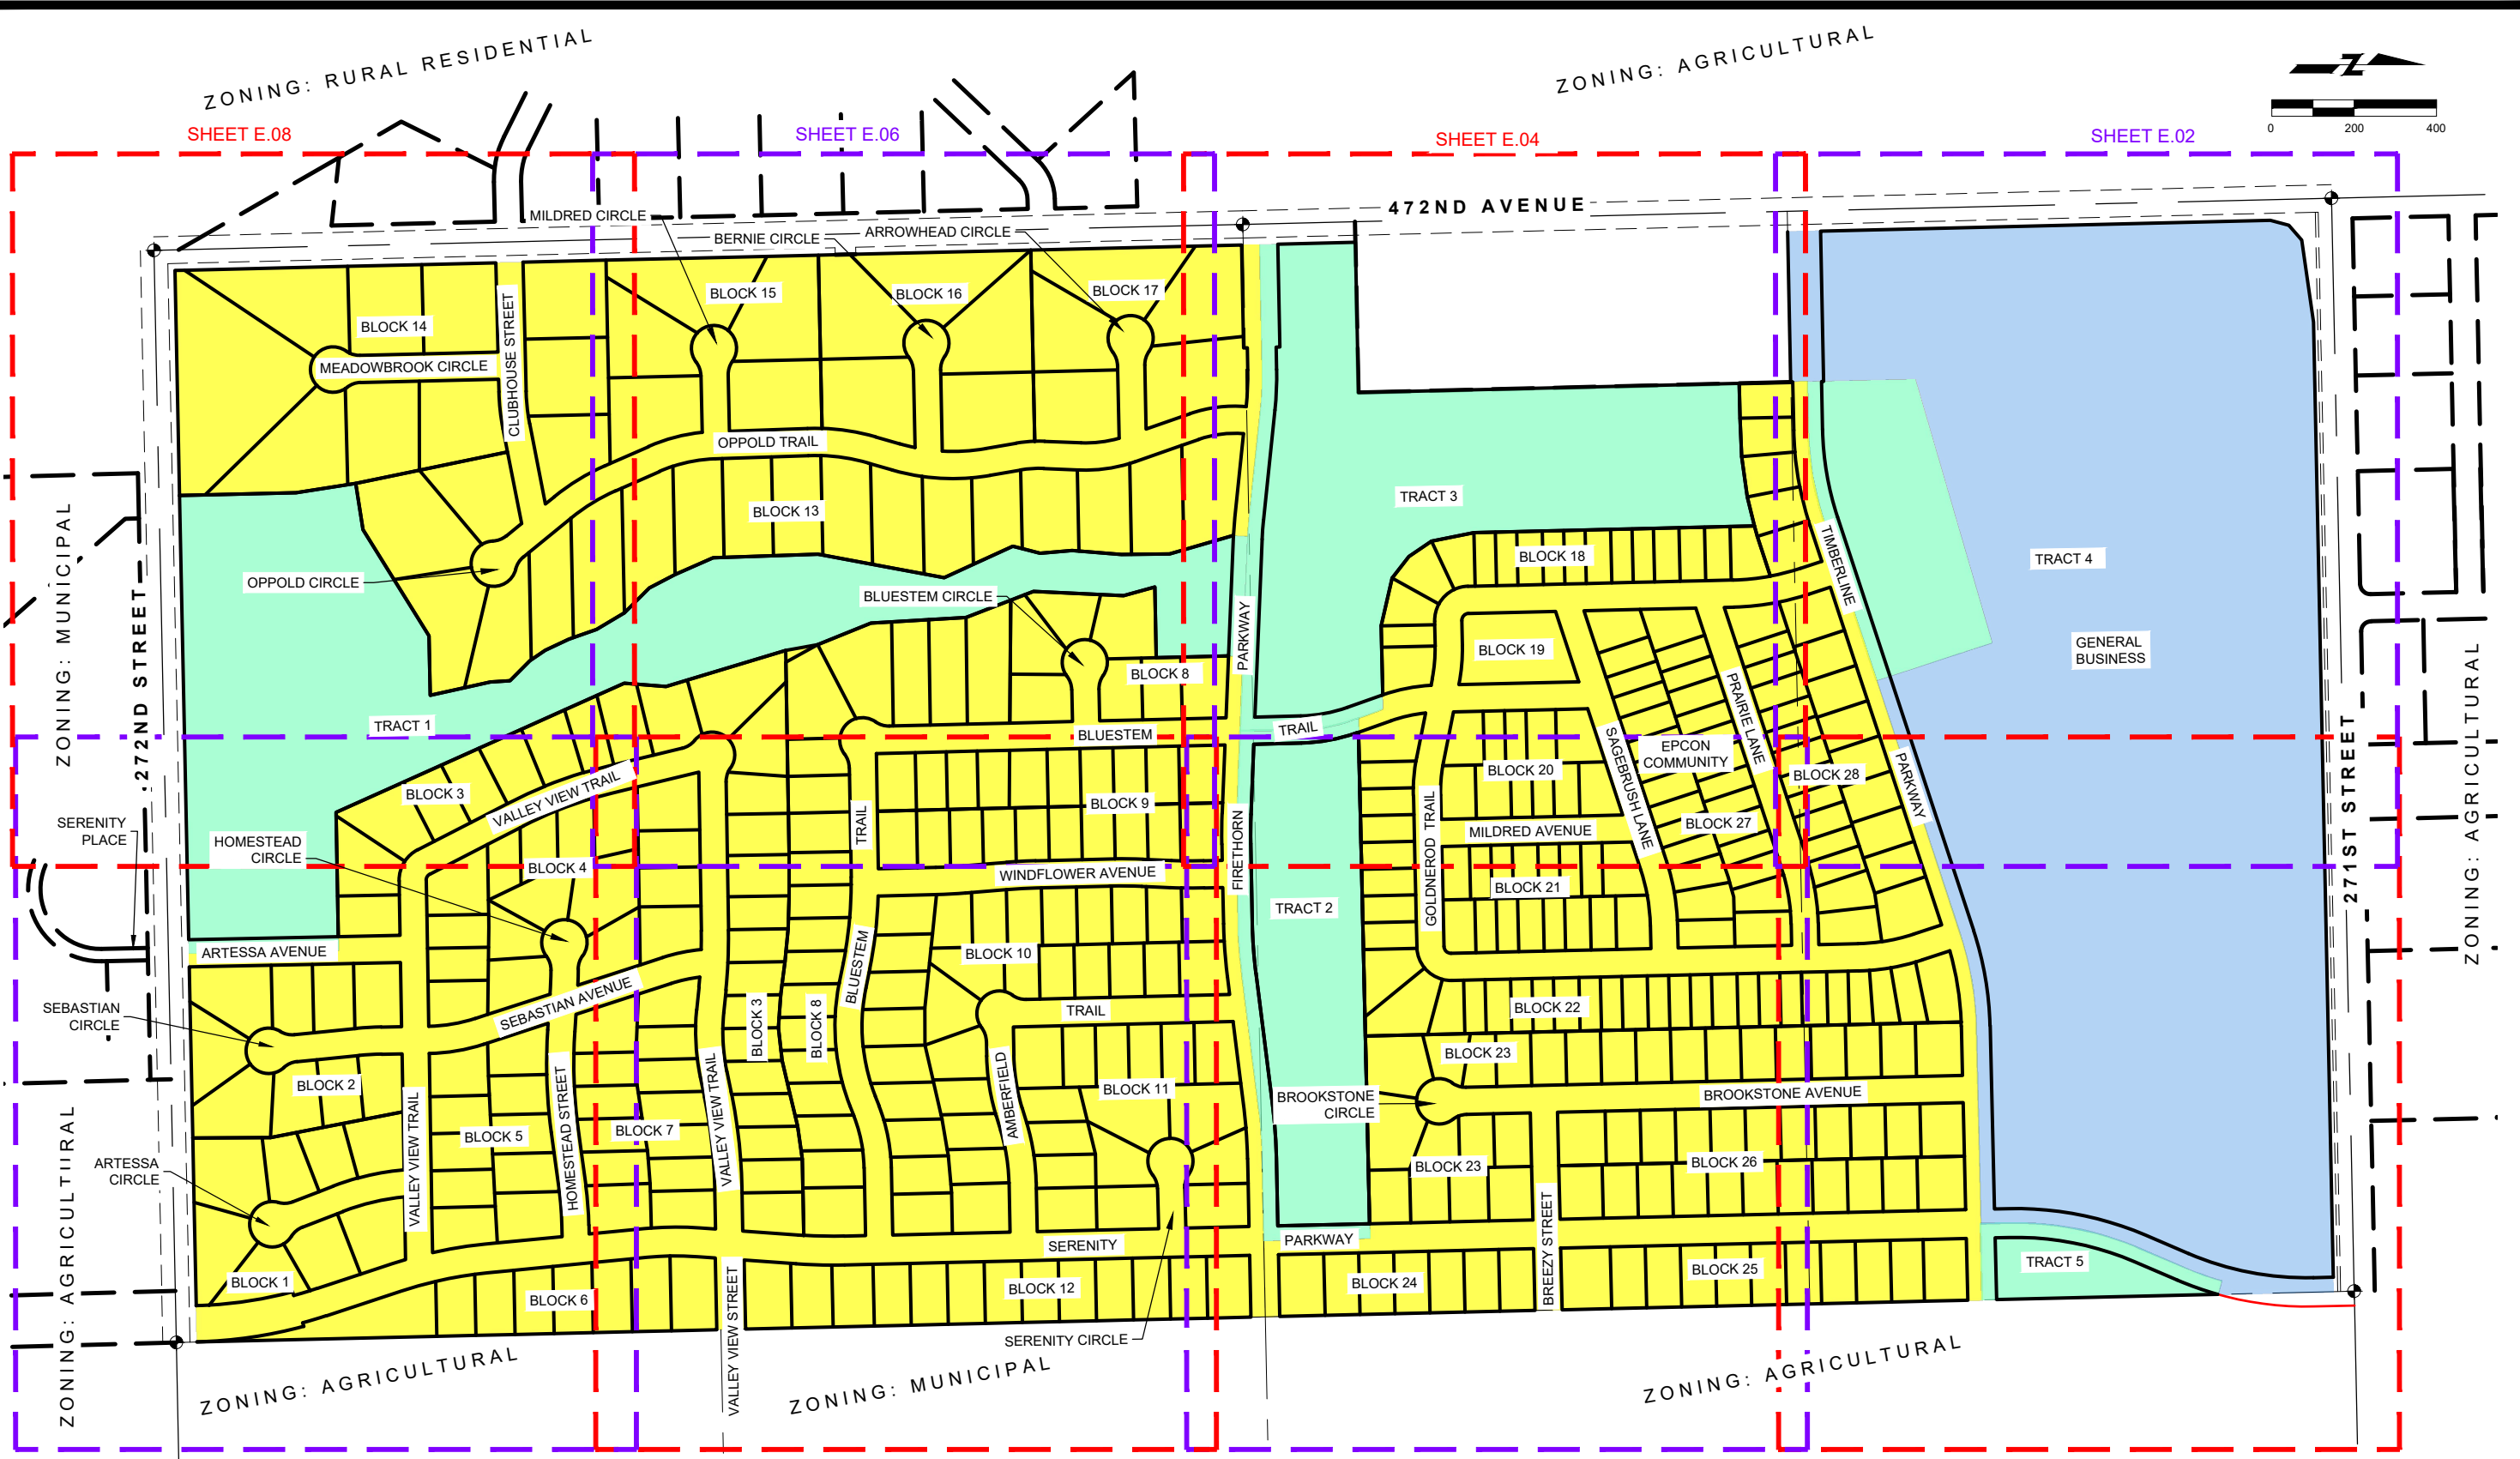 ZONING: RURAL RESIDENTIAL
ZONING: AGRICULTURAL
Z
0 200 400
SHEET E.08
SHEET E.06
SHEET E.04
SHEET E.02
472ND AVENUE
MILDRED CIRCLE
BERNIE CIRCLE
ARROWHEAD CIRCLE
BLOCK 14
BLOCK 15
BLOCK 16
BLOCK 17
MEADOWBROOK CIRCLE
CLUBHOUSE STREET
OPPOLD TRAIL
BLOCK 13
TRACT 3
BLOCK 18
TIMBERLINE
TRACT 4
OPPOLD CIRCLE
BLUESTEM CIRCLE
PARKWAY
BLOCK 19
GENERAL
BUSINESS
ZONING: MUNICIPAL
272ND STREET
BLOCK 8
TRACT 1
BLUESTEM
TRAIL
PRAIRIE LANE
SAGEBRUSH LANE
EPCON
COMMUNITY
BLOCK 28
PARKWAY
271ST STREET
ZONING: AGRICULTURAL
BLOCK 3
VALLEY VIEW TRAIL
BLOCK 9
BLOCK 20
SERENITY
PLACE
HOMESTEAD
CIRCLE
TRAIL
FIRETHORN
GOLDNEROD TRAIL
MILDRED AVENUE
BLOCK 27
BLOCK 4
WINDFLOWER AVENUE
BLOCK 21
TRACT 2
ARTESSA AVENUE
BLUESTEM
BLOCK 10
SEBASTIAN
CIRCLE
SEBASTIAN AVENUE
BLOCK 3
BLOCK 8
TRAIL
BLOCK 22
BLOCK 23
BLOCK 2
VALLEY VIEW TRAIL
HOMESTEAD STREET
VALLEY VIEW TRAIL
AMBERFIELD
BLOCK 11
BROOKSTONE
CIRCLE
BROOKSTONE AVENUE
BLOCK 5
BLOCK 7
ARTESSA
CIRCLE
BLOCK 23
BLOCK 26
SERENITY
PARKWAY
BREEZY STREET
BLOCK 1
BLOCK 6
VALLEY VIEW STREET
BLOCK 12
BLOCK 24
BLOCK 25
TRACT 5
SERENITY CIRCLE
ZONING: AGRICULTURAL
ZONING: AGRICULTURAL
ZONING: MUNICIPAL
ZONING: AGRICULTURAL